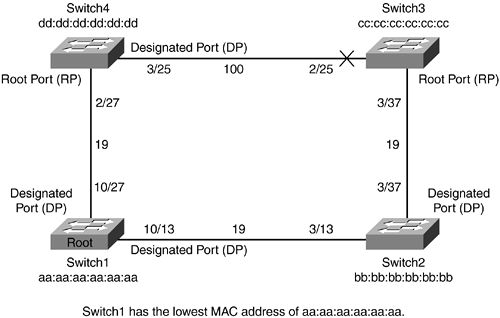 Switch4
dd:dd:dd:dd:dd:dd
Switch3
cc:cc:cc:cc:cc:cc
Designated Port (DP)
3/25 100 2/25
Root Port (RP)
Root Port (RP)
2/27
3/37
19
19
Designated
Port (DP)
10/27
3/37
Designated
Port (DP)
10/13 19 3/13
Root
Designated Port (DP)
Switch1
aa:aa:aa:aa:aa:aa
Switch2
bb:bb:bb:bb:bb:bb
Switch1 has the lowest MAC address of aa:aa:aa:aa:aa:aa.